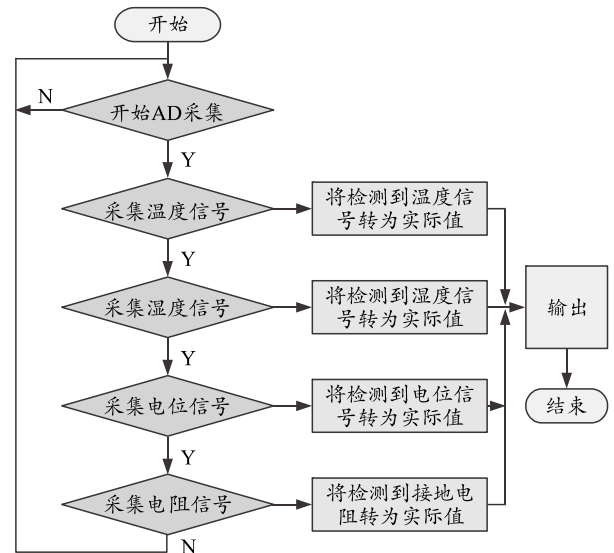 开始
N
开始AD采集
Y
采集温度信号
将检测到温度信
号转为实际值
Y
采集湿度信号
将检测到湿度信
号转为实际值
输出
Y
采集电位信号
将检测到电位信
号转为实际值
结束
Y
采集电阻信号
将检测到接地电
阻转为实际值
N